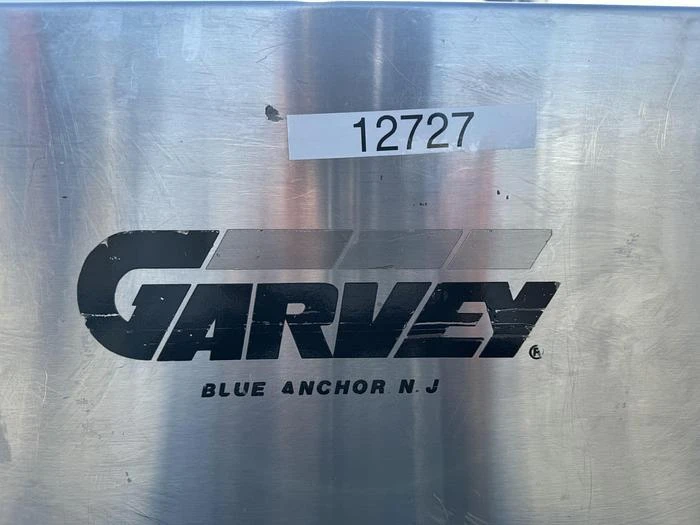 12727
GARVEY
®
BLUE ANCHOR N.J